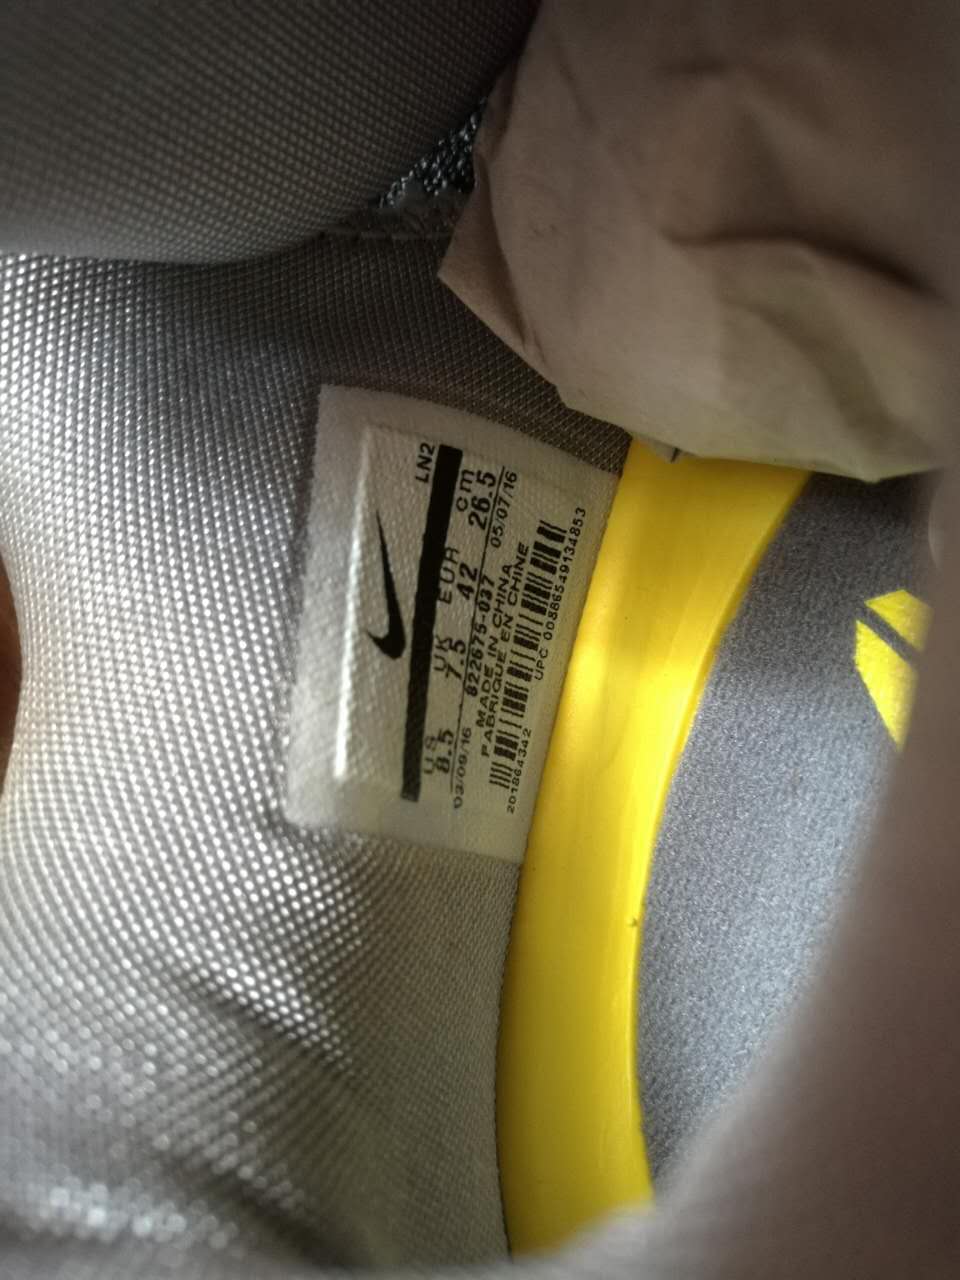 LN2
US UK EUR cm
8.5 7.5 42 26.5
03/09/16 822675-037 05/07/16
MADE IN CHINA
FABRIQUE EN CHINE
201864342 UPC 00886549134853